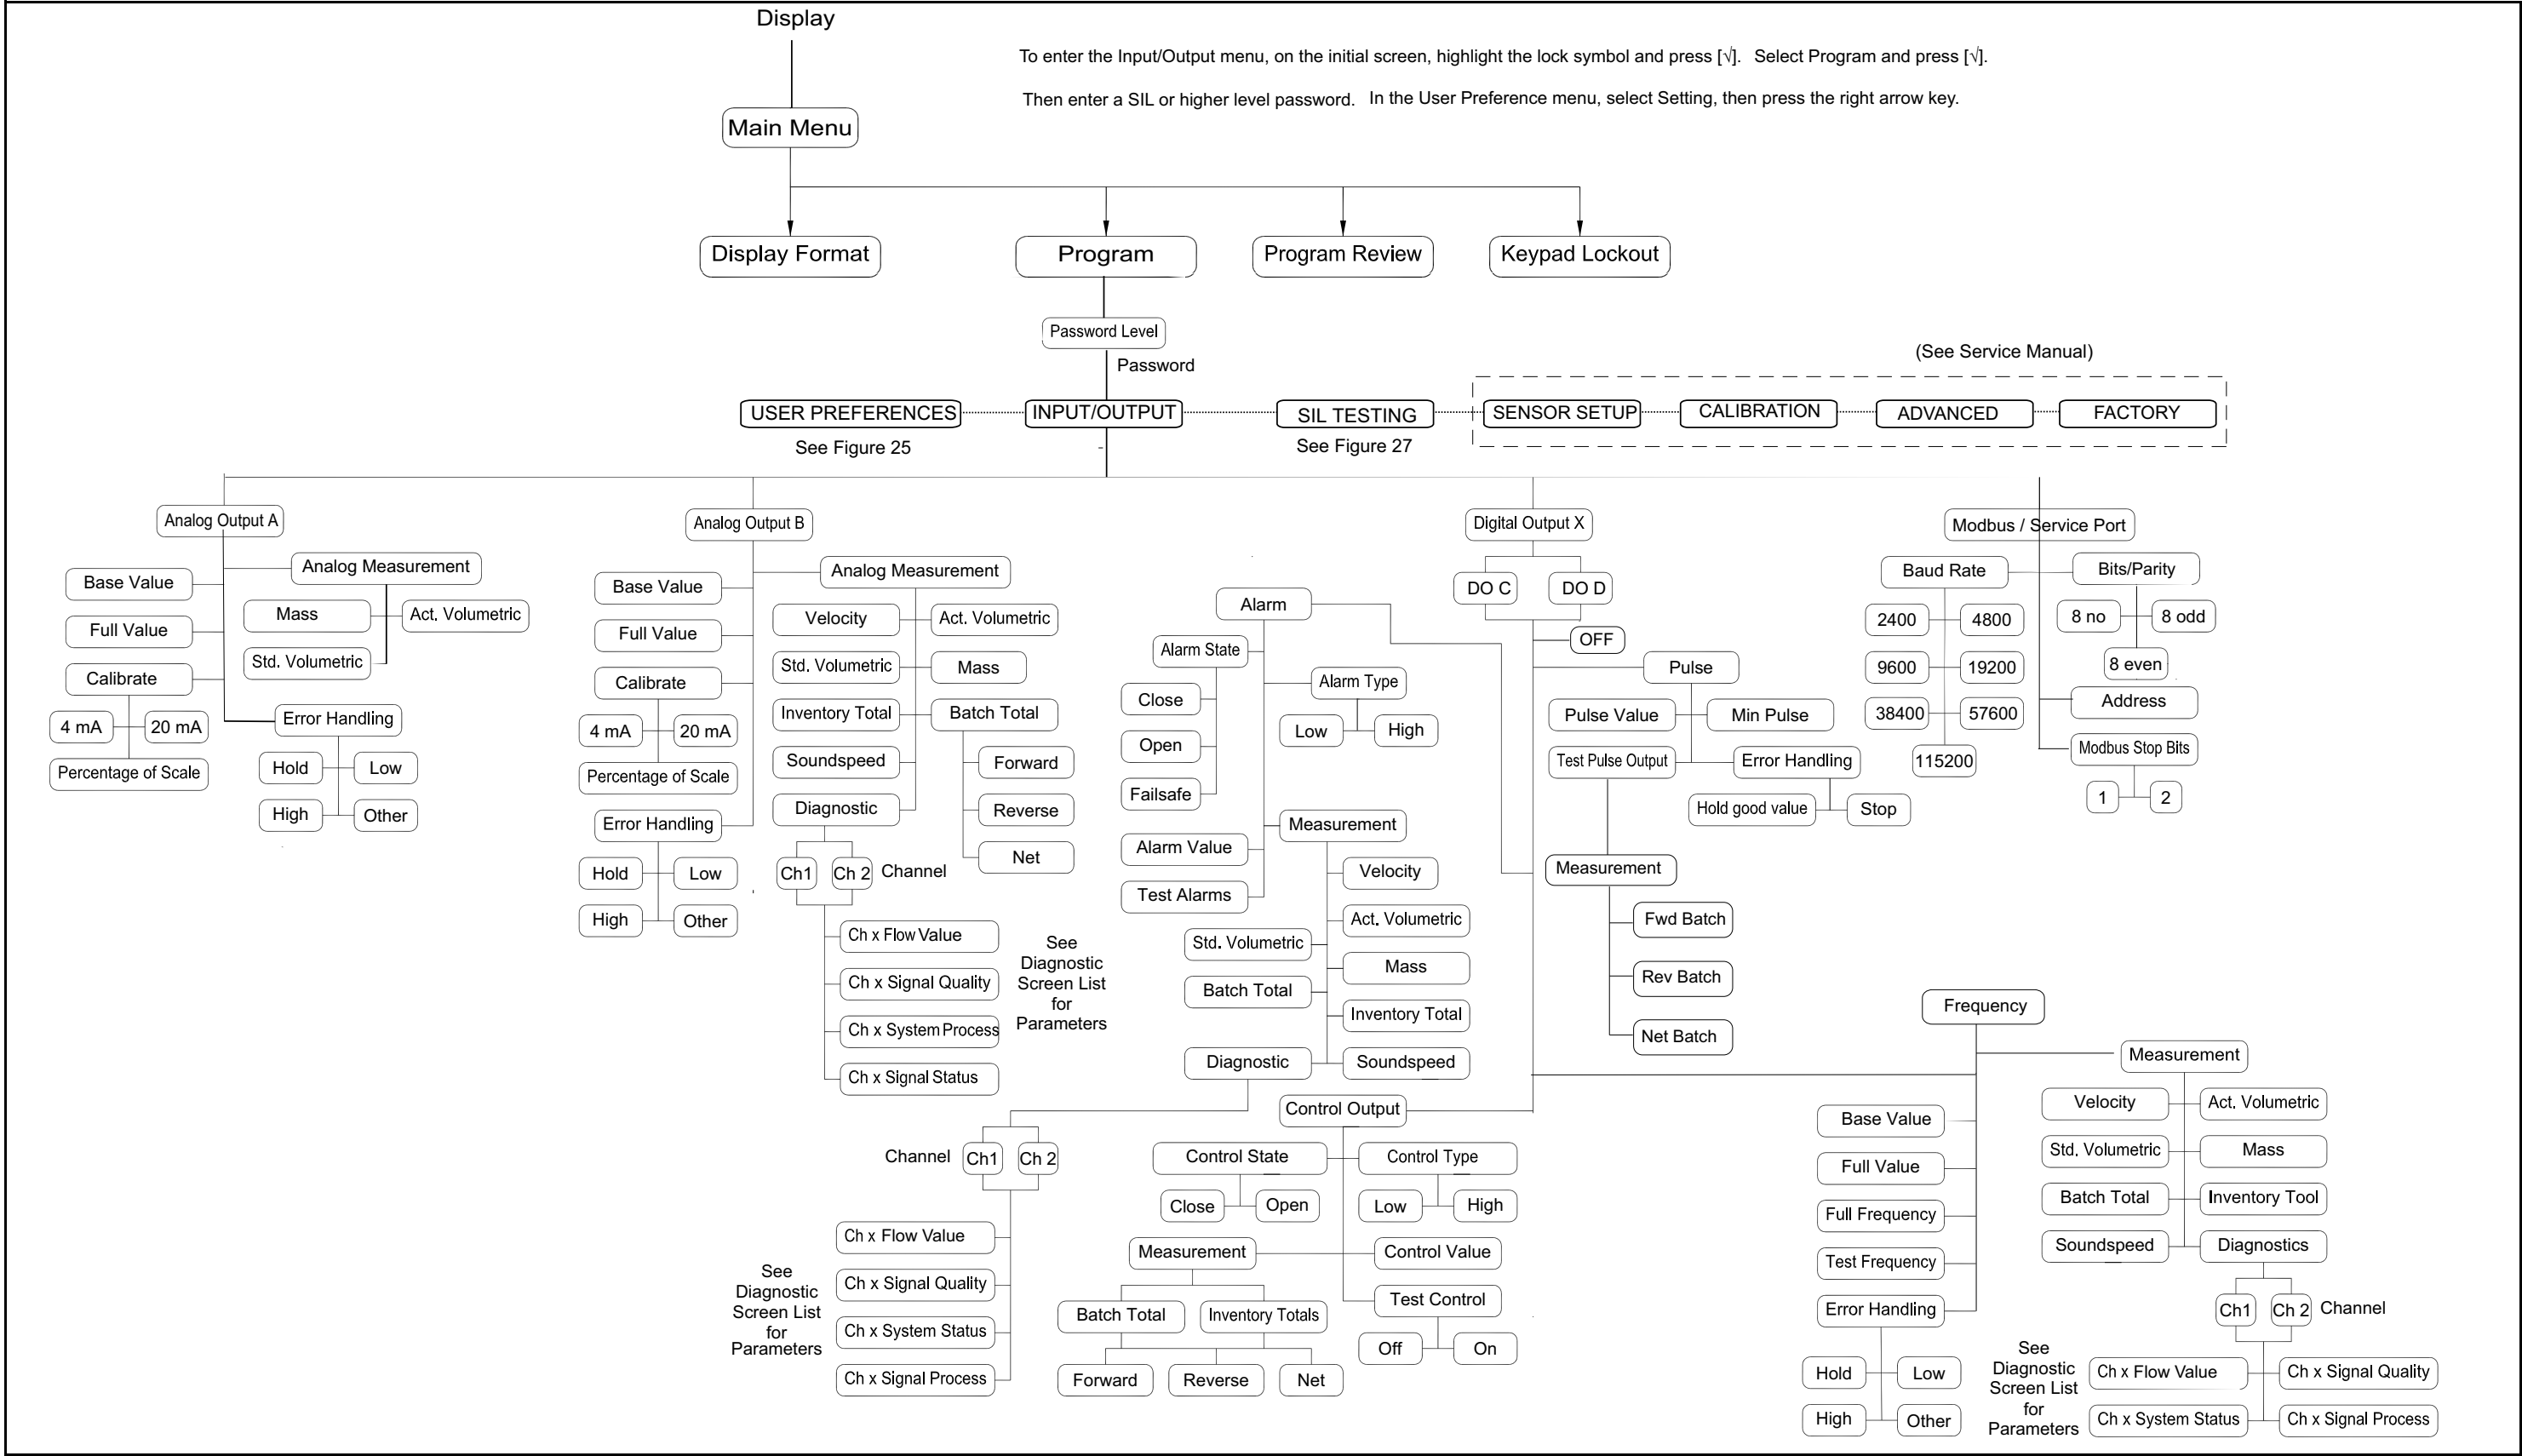 Display
To enter the Input/Output menu, on the initial screen, highlight the lock symbol and press [√]. Select Program and press [√].
Then enter a SIL or higher level password. In the User Preference menu, select Setting, then press the right arrow key.
Main Menu
Display Format
Program
Program Review
Keypad Lockout
Password Level
Password
(See Service Manual)
USER PREFERENCES
INPUT/OUTPUT
SIL TESTING
SENSOR SETUP
CALIBRATION
ADVANCED
FACTORY
See Figure 25
See Figure 27
Analog Output A
Analog Measurement
Base Value
Mass
Act. Volumetric
Full Value
Std. Volumetric
Calibrate
4 mA
20 mA
Percentage of Scale
Error Handling
Hold
Low
High
Other
Analog Output B
Analog Measurement
Base Value
Velocity
Act. Volumetric
Full Value
Std. Volumetric
Mass
Calibrate
Inventory Total
Batch Total
4 mA
20 mA
Percentage of Scale
Soundspeed
Forward
Diagnostic
Reverse
Net
Error Handling
Hold
Low
High
Other
Ch1
Ch 2
Channel
Ch x Flow Value
Ch x Signal Quality
Ch x System Process
Ch x Signal Status
See
Diagnostic
Screen List
for
Parameters
Digital Output X
DO C
DO D
OFF
Alarm
Alarm State
Close
Open
Failsafe
Alarm Type
Low
High
Alarm Value
Test Alarms
Measurement
Velocity
Act. Volumetric
Std. Volumetric
Mass
Batch Total
Inventory Total
Diagnostic
Soundspeed
Channel
Ch1
Ch 2
Ch x Flow Value
Ch x Signal Quality
Ch x System Status
Ch x Signal Process
See
Diagnostic
Screen List
for
Parameters
Control Output
Control State
Control Type
Close
Open
Low
High
Measurement
Control Value
Batch Total
Inventory Totals
Test Control
Off
On
Forward
Reverse
Net
Pulse
Pulse Value
Min Pulse
Test Pulse Output
Error Handling
Hold good value
Stop
Measurement
Fwd Batch
Rev Batch
Net Batch
Modbus / Service Port
Baud Rate
Bits/Parity
2400
4800
8 no
8 odd
9600
19200
8 even
38400
57600
Address
115200
Modbus Stop Bits
1
2
Frequency
Measurement
Base Value
Velocity
Act. Volumetric
Full Value
Std. Volumetric
Mass
Full Frequency
Batch Total
Inventory Tool
Test Frequency
Soundspeed
Diagnostics
Error Handling
Hold
Low
High
Other
Ch1
Ch 2
Channel
See
Diagnostic
Screen List
for
Parameters
Ch x Flow Value
Ch x Signal Quality
Ch x System Status
Ch x Signal Process